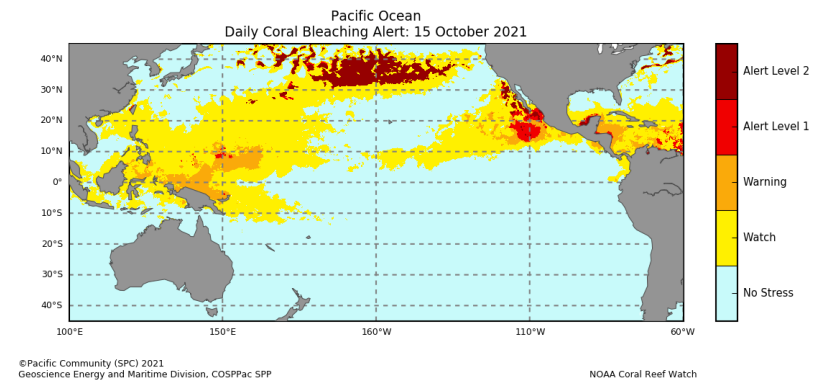 Pacific Ocean
Daily Coral Bleaching Alert: 15 October 2021
40°N
30°N
20°N
10°N
0°
10°S
20°S
30°S
40°S
100°E
150°E
160°W
110°W
60°W
Alert Level 2
Alert Level 1
Warning
Watch
No Stress
©Pacific Community (SPC) 2021
Geoscience Energy and Maritime Division, COSPPac SPP
NOAA Coral Reef Watch